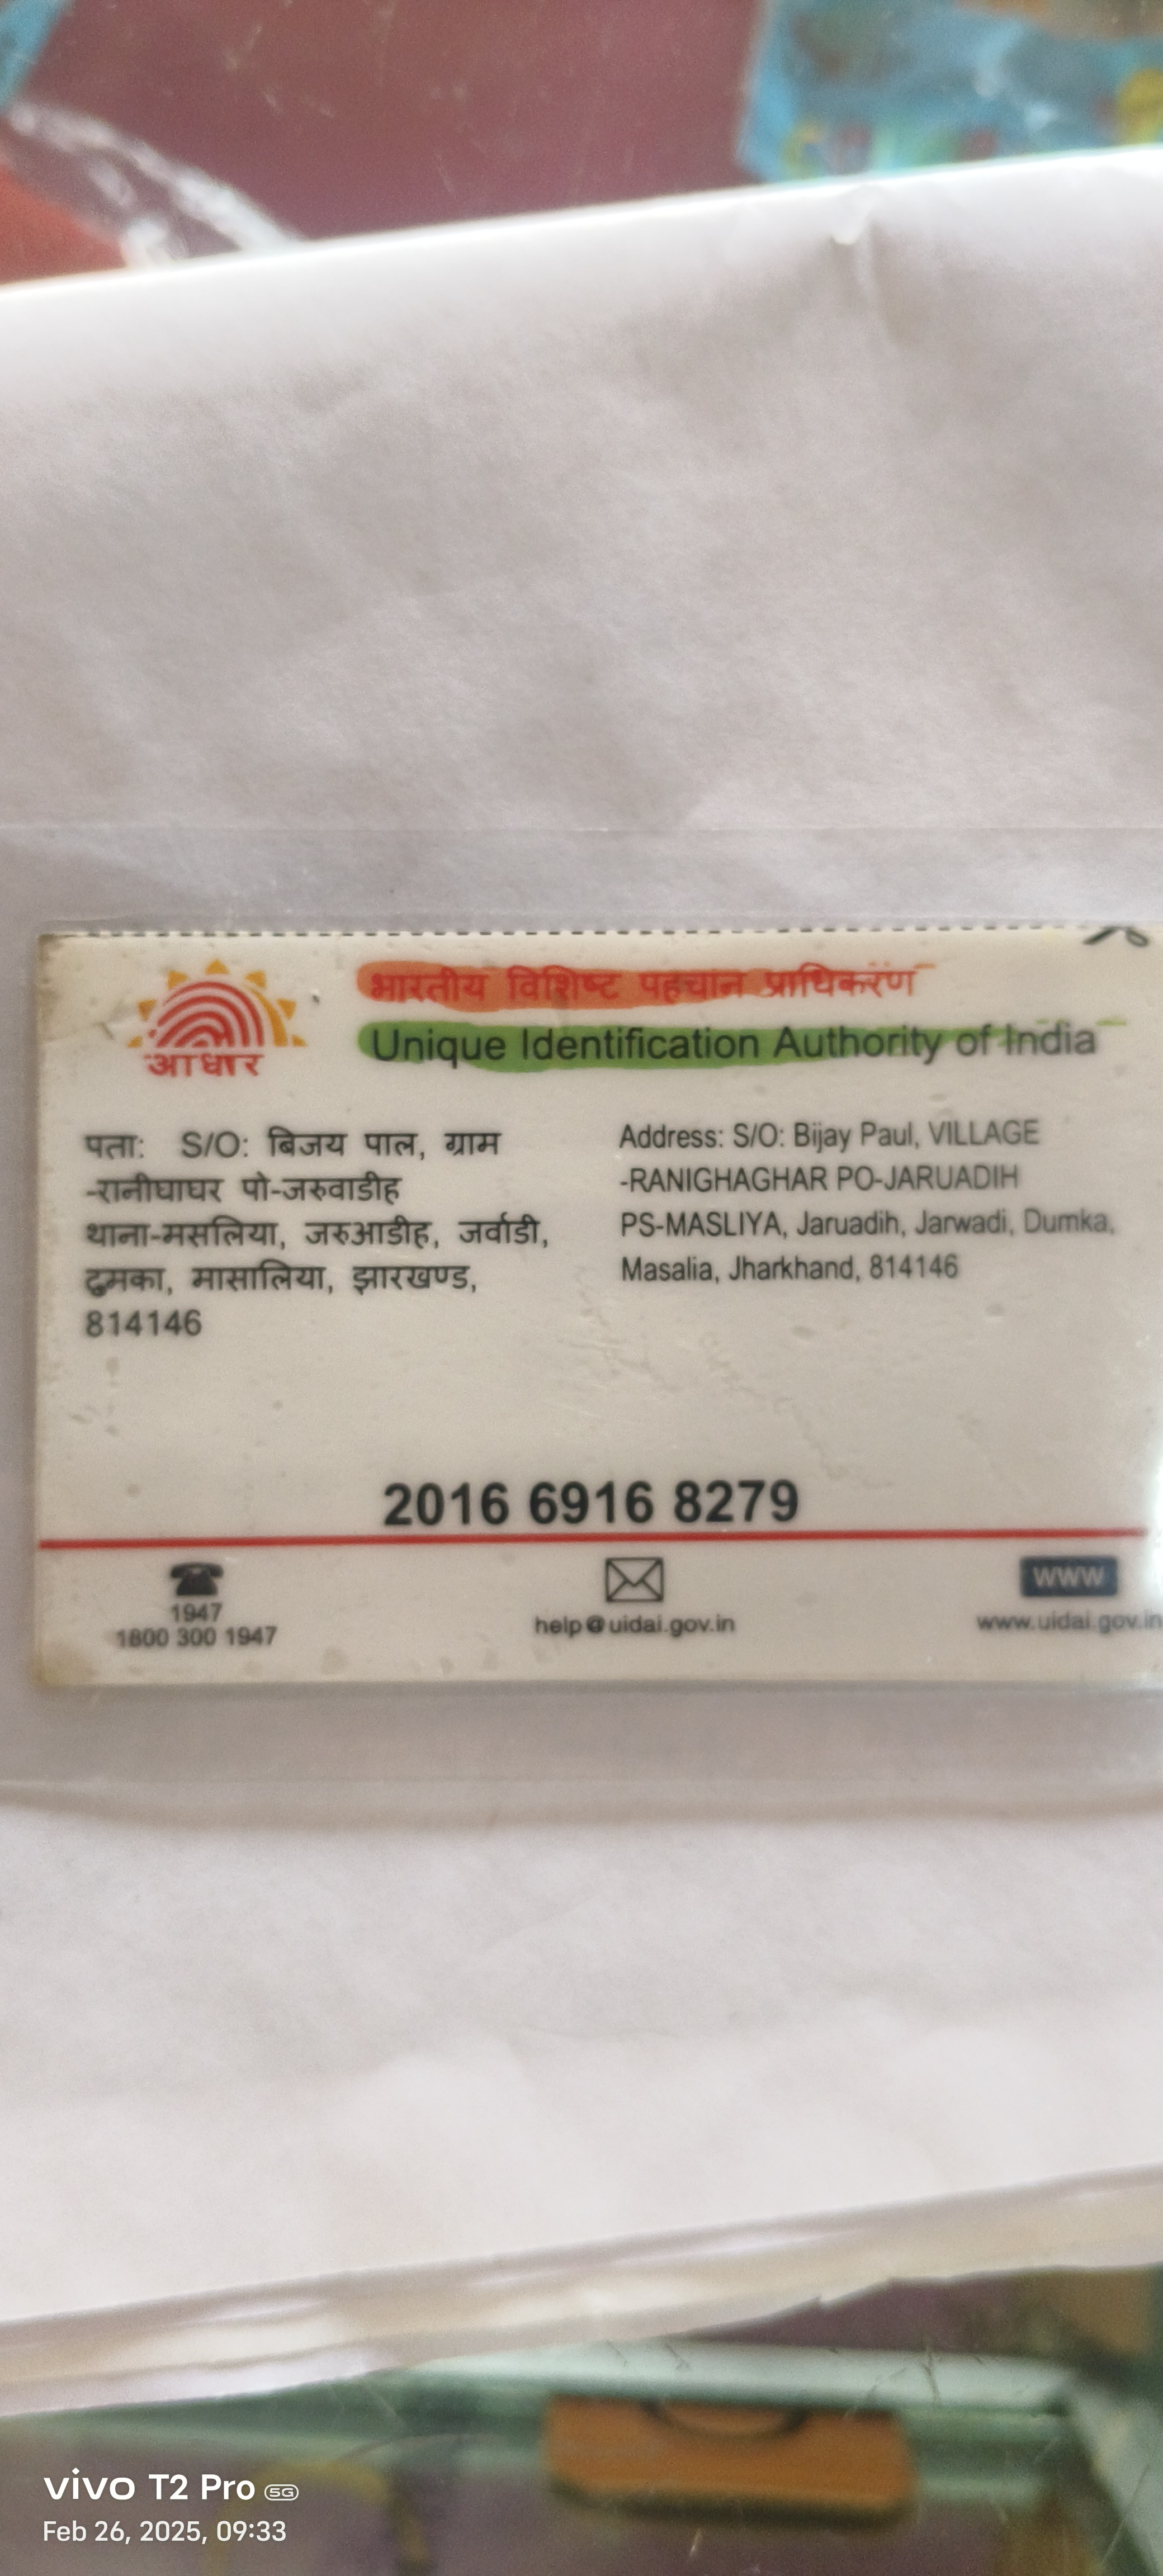 आधार
भारतीय विशिष्ट पहचान प्राधिकरण
Unique Identification Authority of India
पता: S/O: बिजय पाल, ग्राम
-रानीघाघर पो-जरुवाडीह
थाना-मसलिया, जरुआडीह, जर्वाडी,
दुमका, मासालिया, झारखण्ड,
814146
Address: S/O: Bijay Paul, VILLAGE
-RANIGHAGHAR PO-JARUADIH
PS-MASLIYA, Jaruadih, Jarwadi, Dumka,
Masalia, Jharkhand, 814146
2016 6916 8279
1947
1800 300 1947
help@uidai.gov.in
www
www.uidai.gov.in
vivo T2 Pro 5G
Feb 26, 2025, 09:33